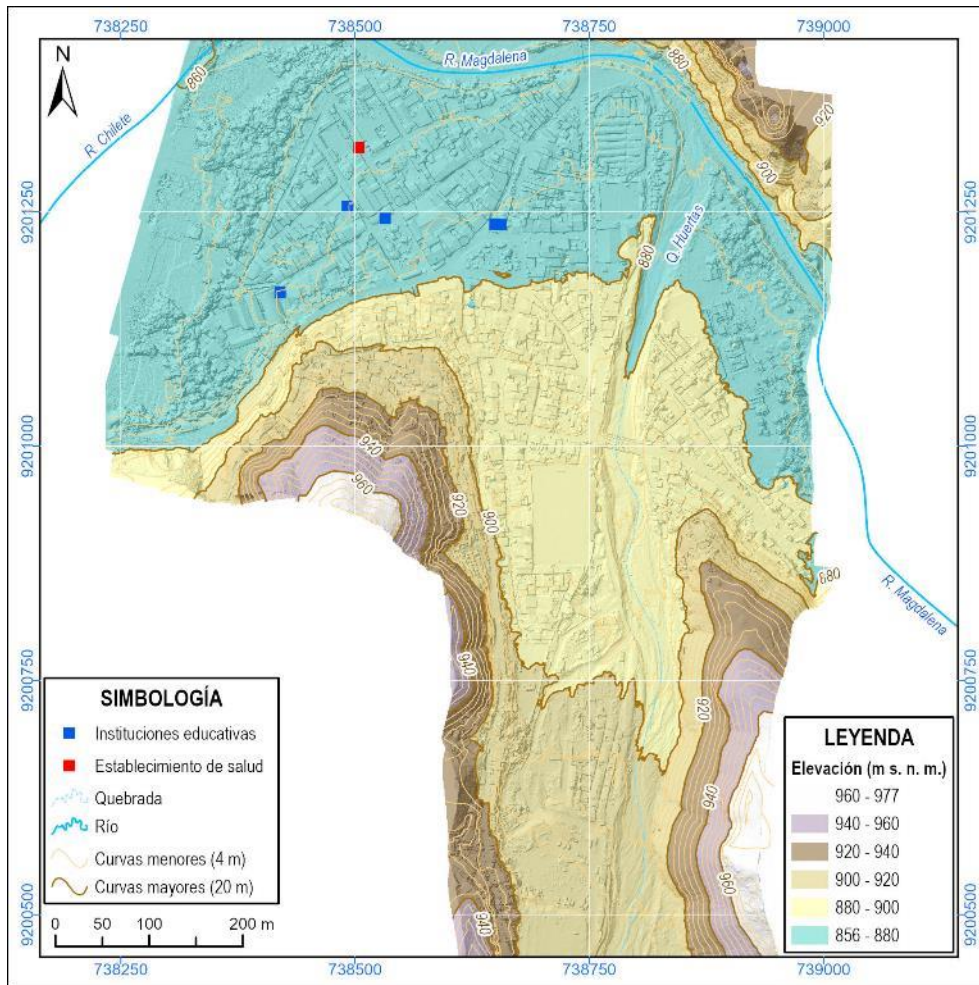 738250 738500 738750 739000
N
R. Magdalena
880
860
R. Chilete
920
900
9201250 9201250
Q. Huertas
880
9201000 9201000
940
960
920
900
880
R. Magdalena
940
9200750 9200750
920
SIMBOLOGÍA
Instituciones educativas
Establecimiento de salud
Quebrada
Río
Curvas menores (4 m)
Curvas mayores (20 m)
0 50 100 200 m
940
960
940
LEYENDA
Elevación (m s. n. m.)
960 - 977
940 - 960
920 - 940
900 - 920
880 - 900
856 - 880
9200500 9200500
738250 738500 738750 739000